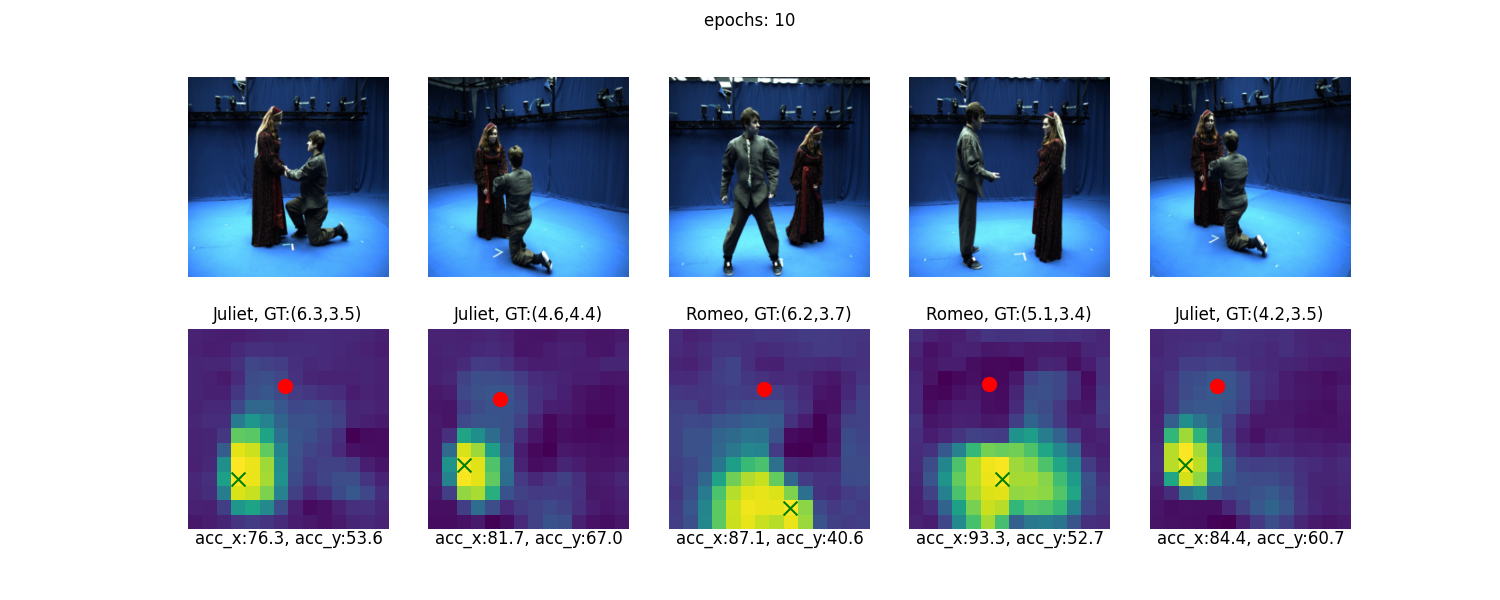 epochs: 10
Juliet, GT:(6.3,3.5)
Juliet, GT:(4.6,4.4)
Romeo, GT:(6.2,3.7)
Romeo, GT:(5.1,3.4)
Juliet, GT:(4.2,3.5)
acc_x:76.3, acc_y:53.6
acc_x:81.7, acc_y:67.0
acc_x:87.1, acc_y:40.6
acc_x:93.3, acc_y:52.7
acc_x:84.4, acc_y:60.7